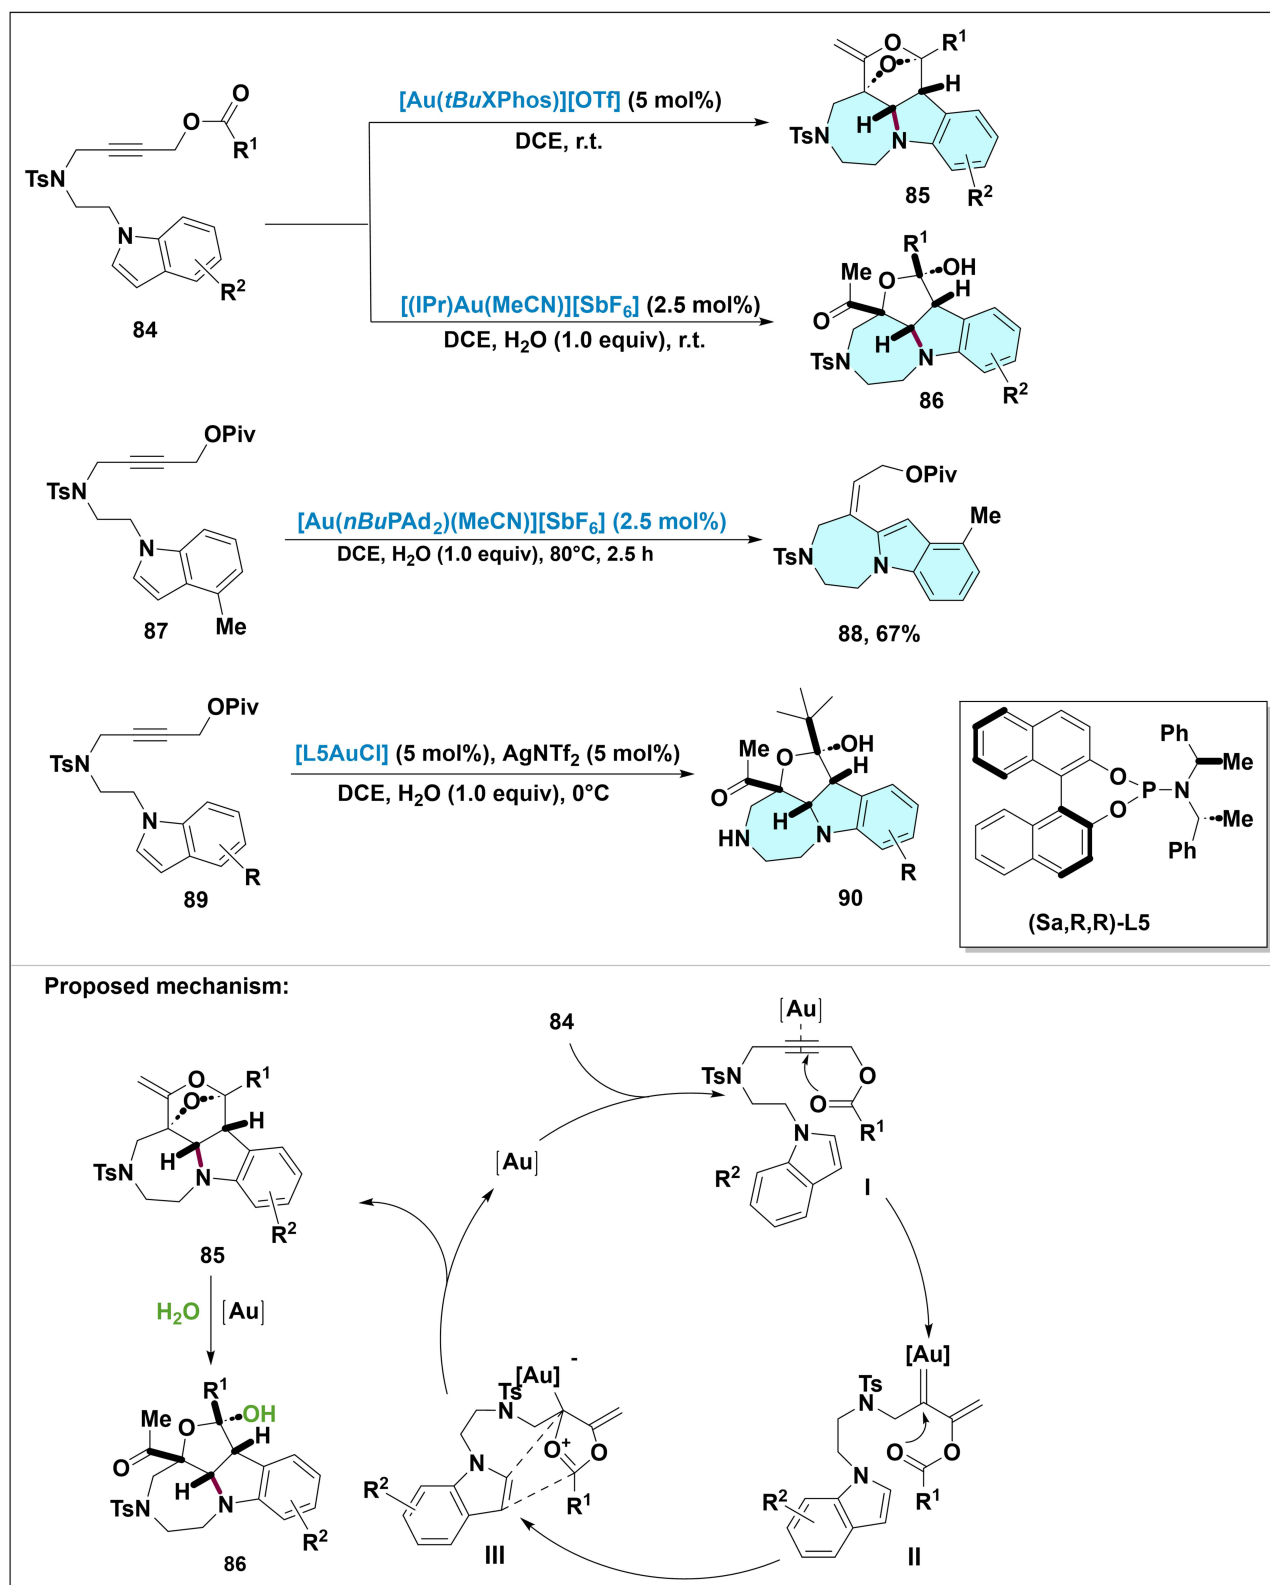 O
O
R¹
TsN
N
R²
84
[Au(tBuXPhos)][OTf] (5 mol%)
DCE, r.t.
O
R¹
O
H
H
TsN
N
R²
85
[(IPr)Au(MeCN)][SbF₆] (2.5 mol%)
DCE, H₂O (1.0 equiv), r.t.
R¹
Me
OH
O
H
O
H
TsN
N
R²
86
OPiv
TsN
N
Me
87
[Au(nBuPAd₂)(MeCN)][SbF₆] (2.5 mol%)
DCE, H₂O (1.0 equiv), 80°C, 2.5 h
OPiv
Me
TsN
N
88, 67%
OPiv
TsN
N
R
89
[L5AuCl] (5 mol%), AgNTf₂ (5 mol%)
DCE, H₂O (1.0 equiv), 0°C
Me
OH
O
H
O
H
HN
N
R
90
Ph
Me
O
P
N
O
Me
Ph
(Sa,R,R)-L5
Proposed mechanism:
84
[Au]
TsN
O
O
R¹
N
R²
I
[Au]
O
R¹
O
H
H
TsN
N
R²
85
H₂O
[Au]
R¹
Me
OH
O
H
O
H
TsN
N
R²
86
[Au]⁻
Ts
N
O⁺
O
N
R¹
R²
III
[Au]
Ts
N
O
O
N
R¹
R²
II